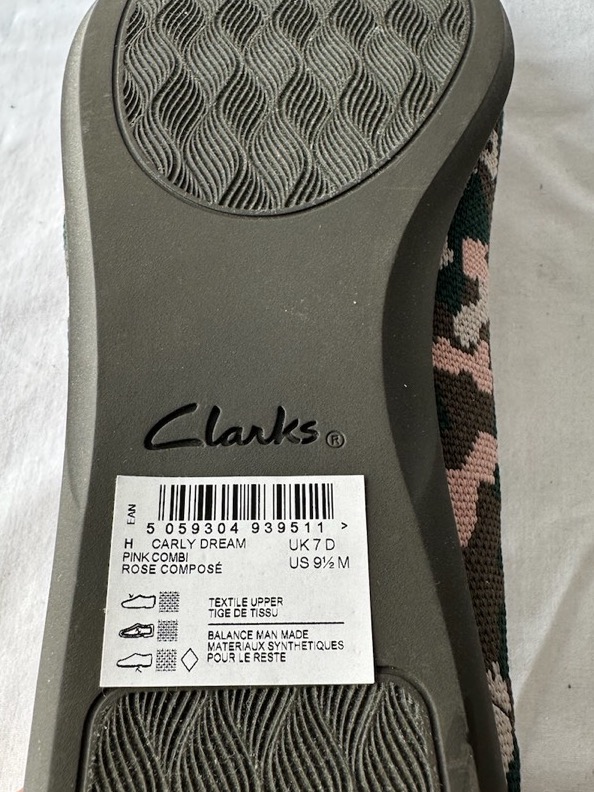 Clarks®
EAN
5 059304 939511 >
H CARLY DREAM UK 7 D
PINK COMBI US 9½ M
ROSE COMPOSÉ
TEXTILE UPPER
TIGE DE TISSU
BALANCE MAN MADE
MATERIAUX SYNTHETIQUES
POUR LE RESTE